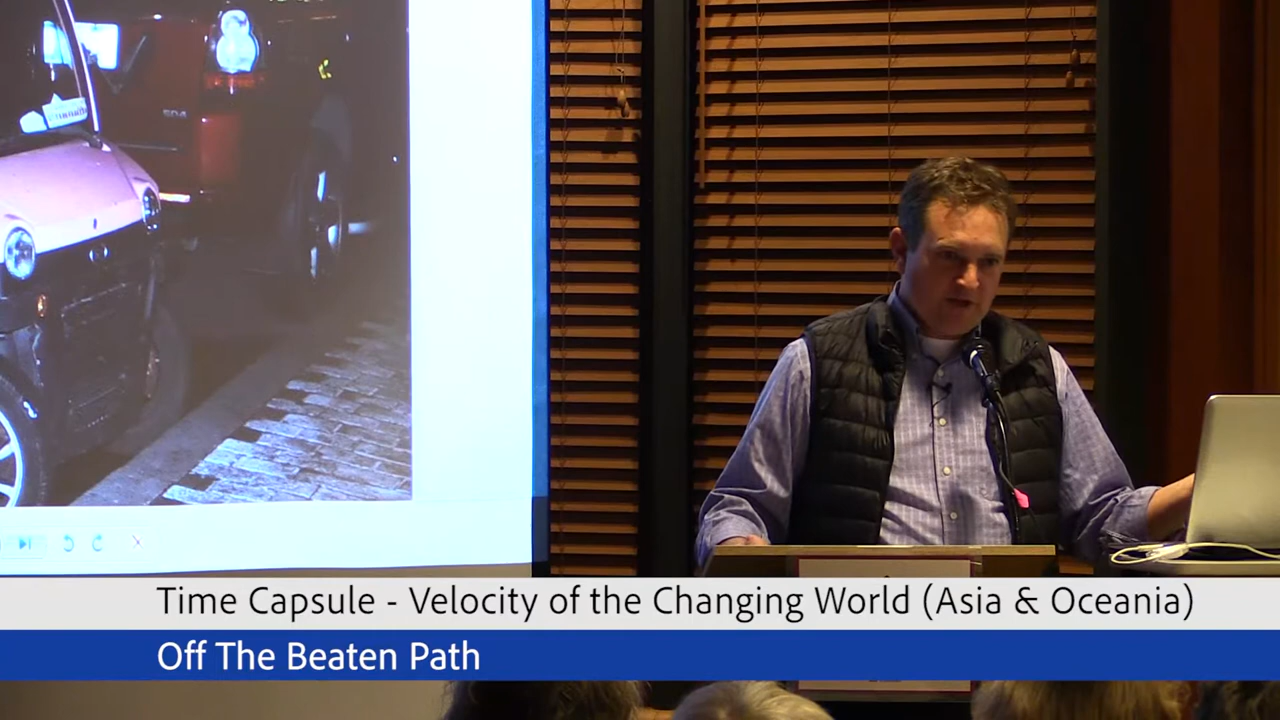 Time Capsule - Velocity of the Changing World (Asia & Oceania)
Off The Beaten Path